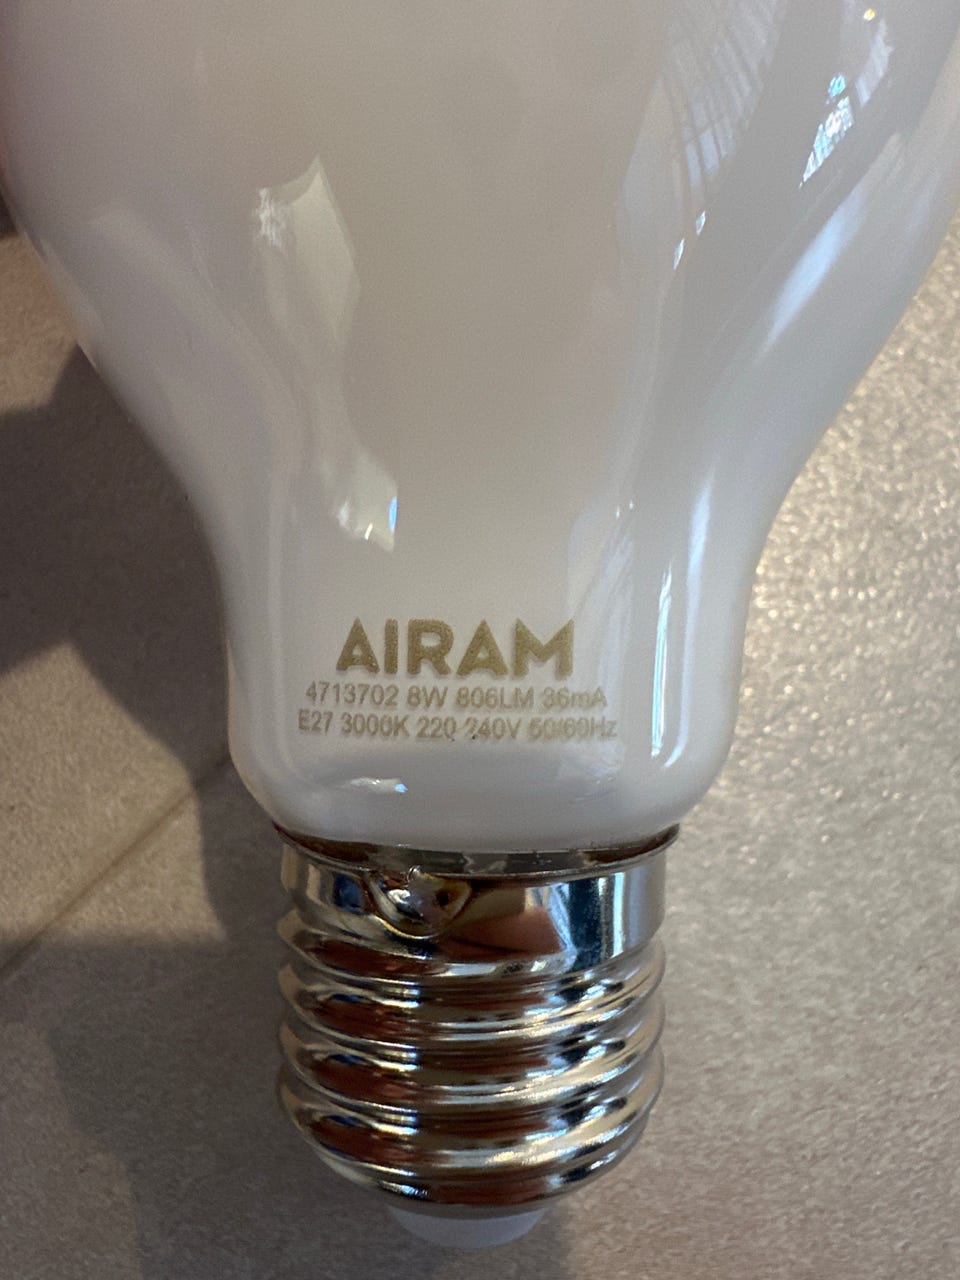 AIRAM
4713702 8W 806LM 36mA
E27 3000K 220-240V 50/60Hz